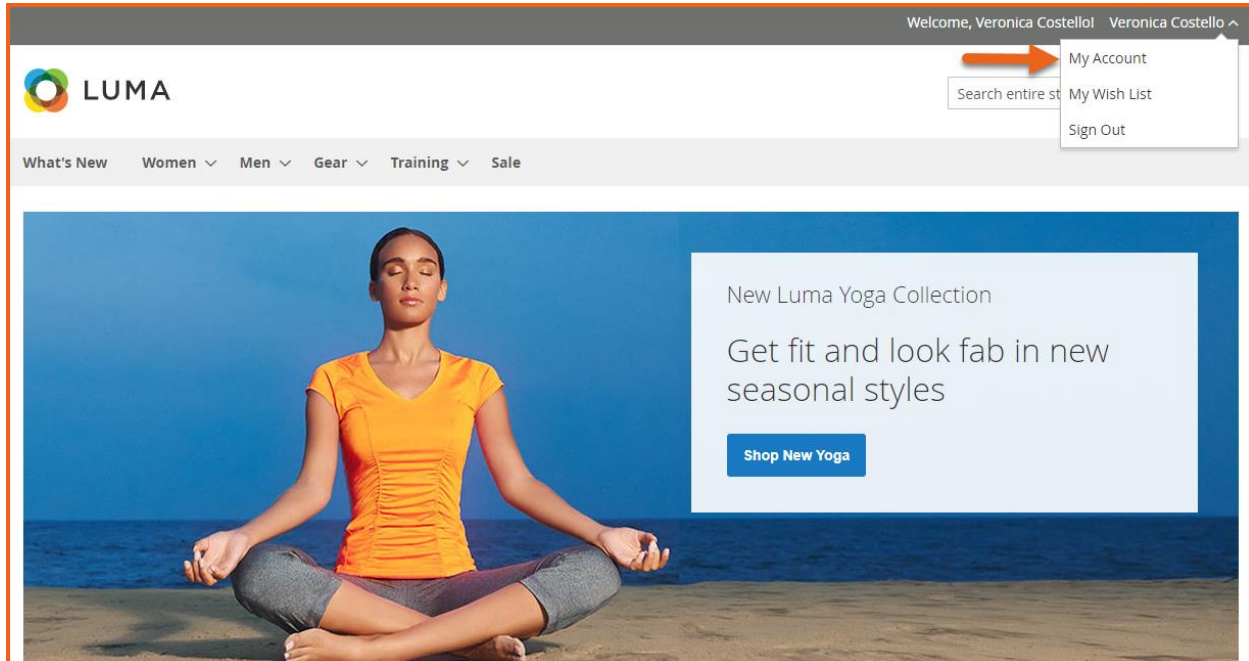 Welcome, Veronica Costello! Veronica Costello
My Account
LUMA
Search entire st
My Wish List
Sign Out
What's New Women Men Gear Training Sale
New Luma Yoga Collection
Get fit and look fab in new
seasonal styles
Shop New Yoga